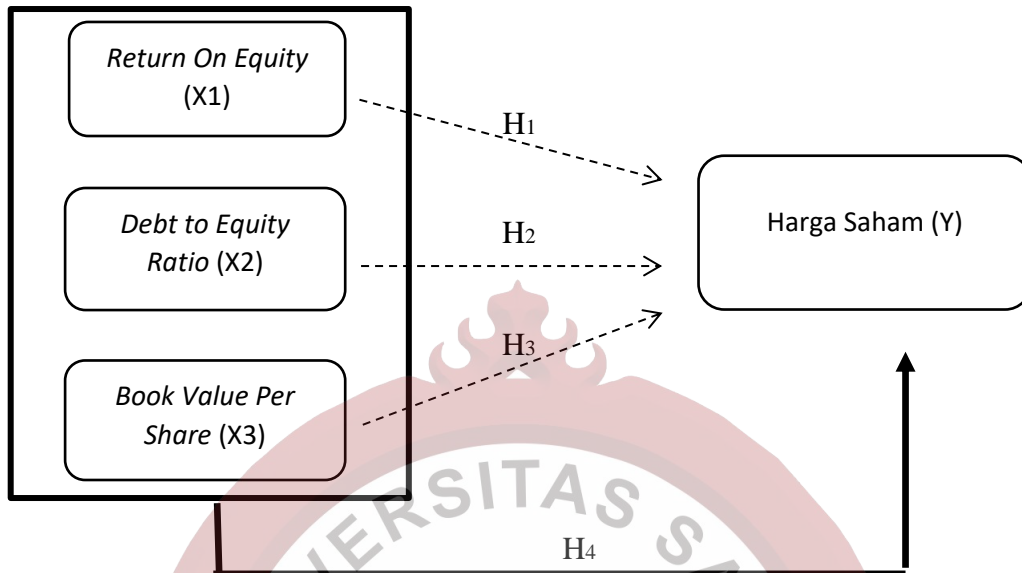 Return On Equity
(X1)
H1
Harga Saham (Y)
Debt to Equity
Ratio (X2)
H2
H3
Book Value Per
Share (X3)
H4